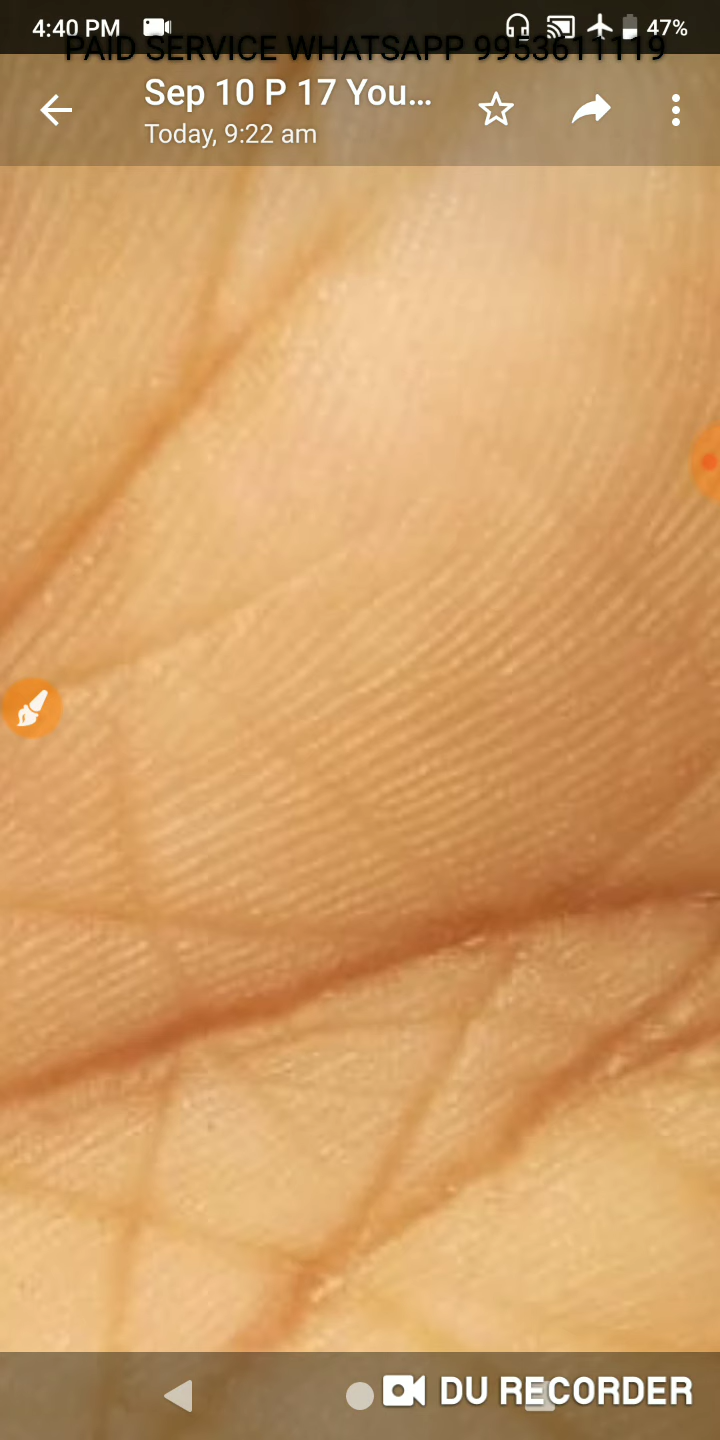 4:40 PM 47%
PAID SERVICE WHATSAPP 9953611119
Sep 10 P 17 You...
Today, 9:22 am
DU RECORDER